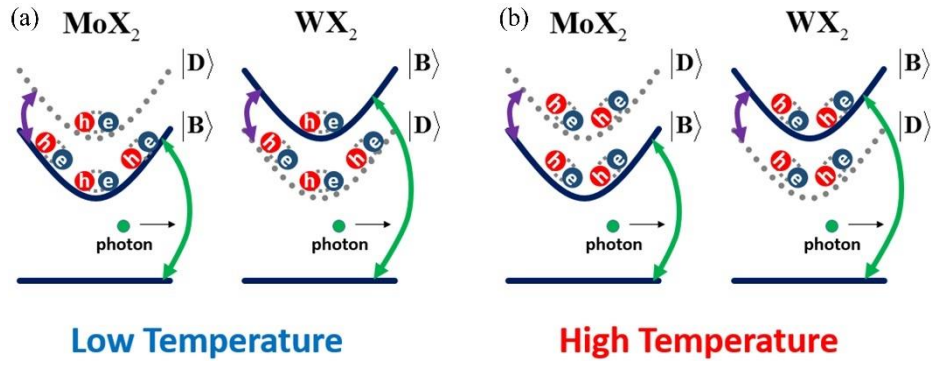 (a) MoX₂ WX₂
|D⟩ |B⟩
h e h e
|B⟩ |D⟩
h e h e h e h e h e h e
photon photon
Low Temperature
(b) MoX₂ WX₂
|D⟩ |B⟩
h e h e h e h e
|B⟩ |D⟩
h e h e h e h e
photon photon
High Temperature